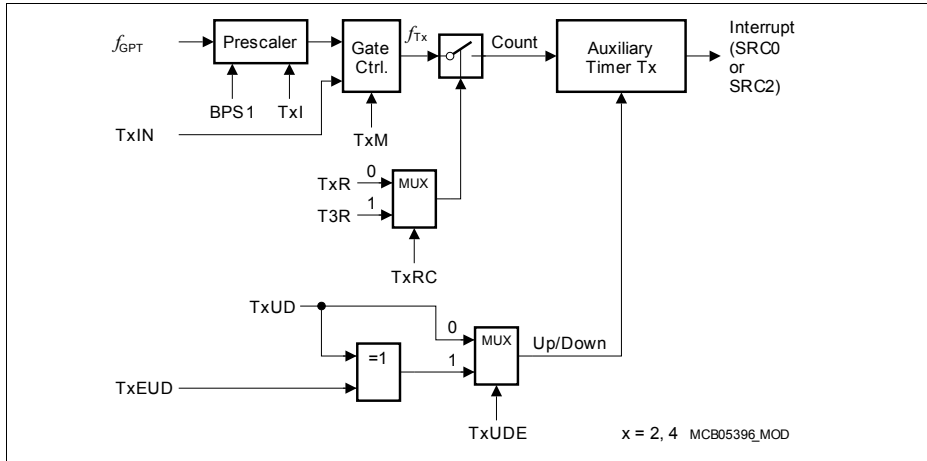 fGPT
Prescaler
BPS1
TxI
TxIN
Gate
Ctrl.
TxM
fTx
Count
Auxiliary
Timer Tx
Interrupt
(SRC0
or
SRC2)
TxR
0
T3R
1
MUX
TxRC
TxUD
TxEUD
=1
0
1
MUX
Up/Down
TxUDE
x = 2, 4 MCB05396_MOD